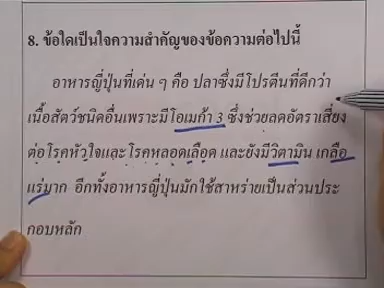 8. ข้อใดเป็นใจความสำคัญของข้อความต่อไปนี้
อาหารญี่ปุ่นที่เด่น ๆ คือ ปลาซึ่งมีโปรตีนที่ดีกว่า
เนื้อสัตว์ชนิดอื่นเพราะมีโอเมก้า 3 ซึ่งช่วยลดอัตราเสี่ยง
ต่อโรคหัวใจและโรคหลอดเลือด และยังมีวิตามิน เกลือ
แร่มาก อีกทั้งอาหารญี่ปุ่นมักใช้สาหร่ายเป็นส่วนประ
กอบหลัก